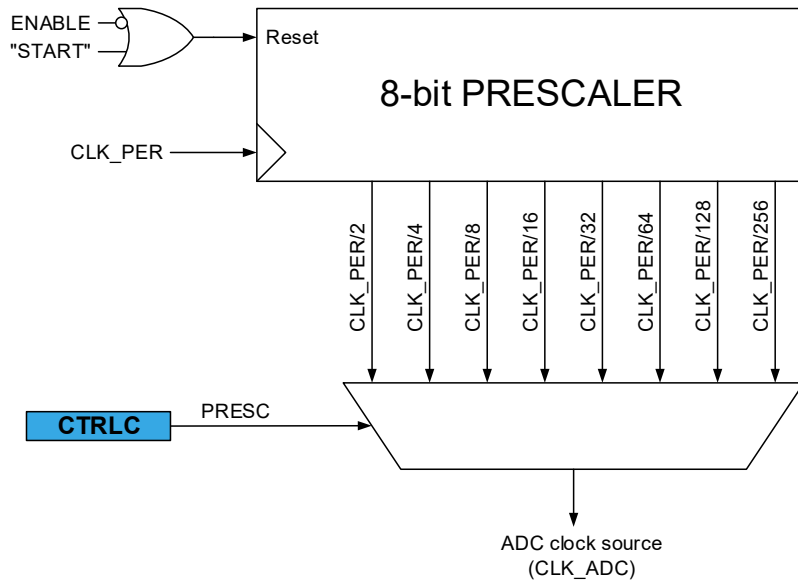 ENABLE
"START"
Reset
8-bit PRESCALER
CLK_PER
CLK_PER/2
CLK_PER/4
CLK_PER/8
CLK_PER/16
CLK_PER/32
CLK_PER/64
CLK_PER/128
CLK_PER/256
CTRLC
PRESC
ADC clock source
(CLK_ADC)